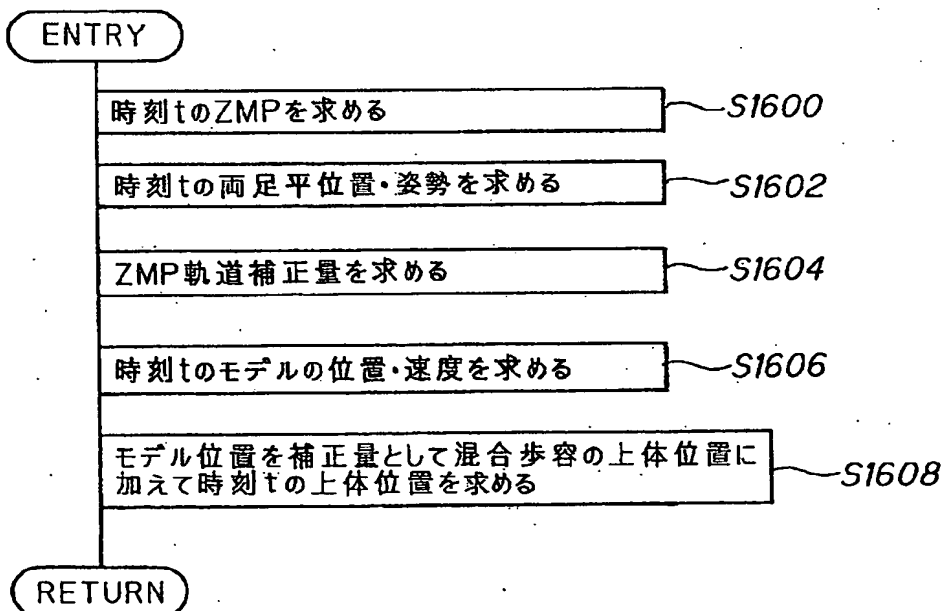 ENTRY
時刻tのZMPを求める
S1600
時刻tの両足平位置・姿勢を求める
S1602
ZMP軌道補正量を求める
S1604
時刻tのモデルの位置・速度を求める
S1606
モデル位置を補正量として混合歩容の上体位置に
加えて時刻tの上体位置を求める
S1608
RETURN